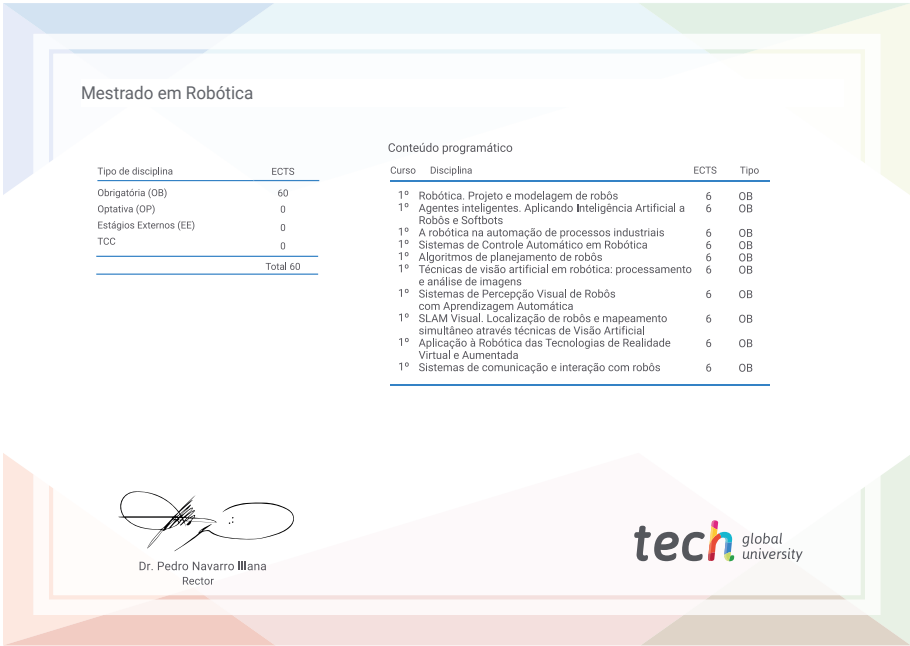 Mestrado em Robótica
Tipo de disciplina ECTS
Obrigatória (OB) 60
Optativa (OP) 0
Estágios Externos (EE) 0
TCC 0
Total 60
Conteúdo programático
Curso Disciplina ECTS Tipo
1º Robótica. Projeto e modelagem de robôs 6 OB
1º Agentes inteligentes. Aplicando Inteligência Artificial a 6 OB
Robôs e Softbots
1º A robótica na automação de processos industriais 6 OB
1º Sistemas de Controle Automático em Robótica 6 OB
1º Algoritmos de planejamento de robôs 6 OB
1º Técnicas de visão artificial em robótica: processamento 6 OB
e análise de imagens
1º Sistemas de Percepção Visual de Robôs 6 OB
com Aprendizagem Automática
1º SLAM Visual. Localização de robôs e mapeamento 6 OB
simultâneo através técnicas de Visão Artificial
1º Aplicação à Robótica das Tecnologias de Realidade 6 OB
Virtual e Aumentada
1º Sistemas de comunicação e interação com robôs 6 OB
Dr. Pedro Navarro Illana
Rector
tech global
university